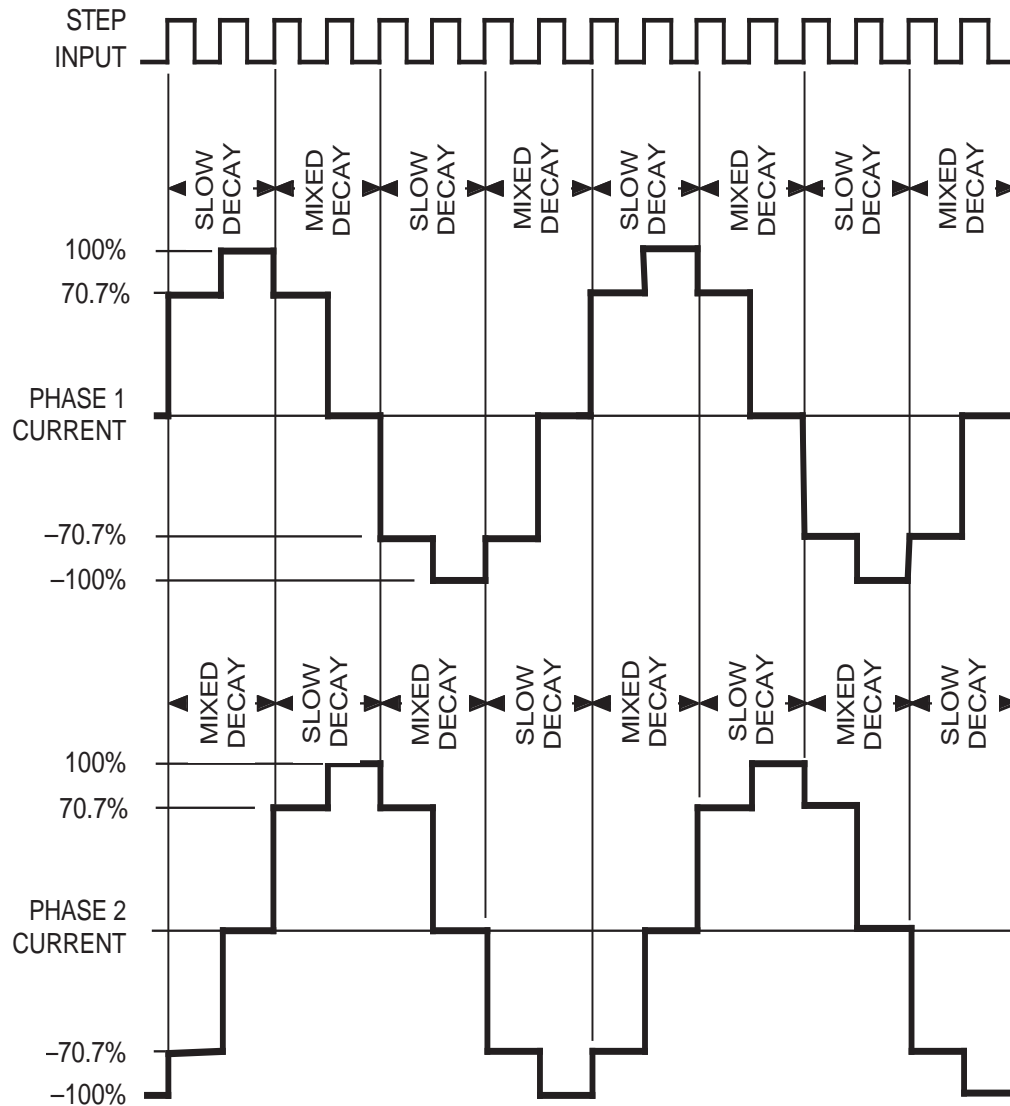 STEP
INPUT
SLOW
DECAY
MIXED
DECAY
SLOW
DECAY
MIXED
DECAY
SLOW
DECAY
MIXED
DECAY
SLOW
DECAY
MIXED
DECAY
100%
70.7%
PHASE 1
CURRENT
–70.7%
–100%
MIXED
DECAY
SLOW
DECAY
MIXED
DECAY
SLOW
DECAY
MIXED
DECAY
SLOW
DECAY
MIXED
DECAY
SLOW
DECAY
100%
70.7%
PHASE 2
CURRENT
–70.7%
–100%